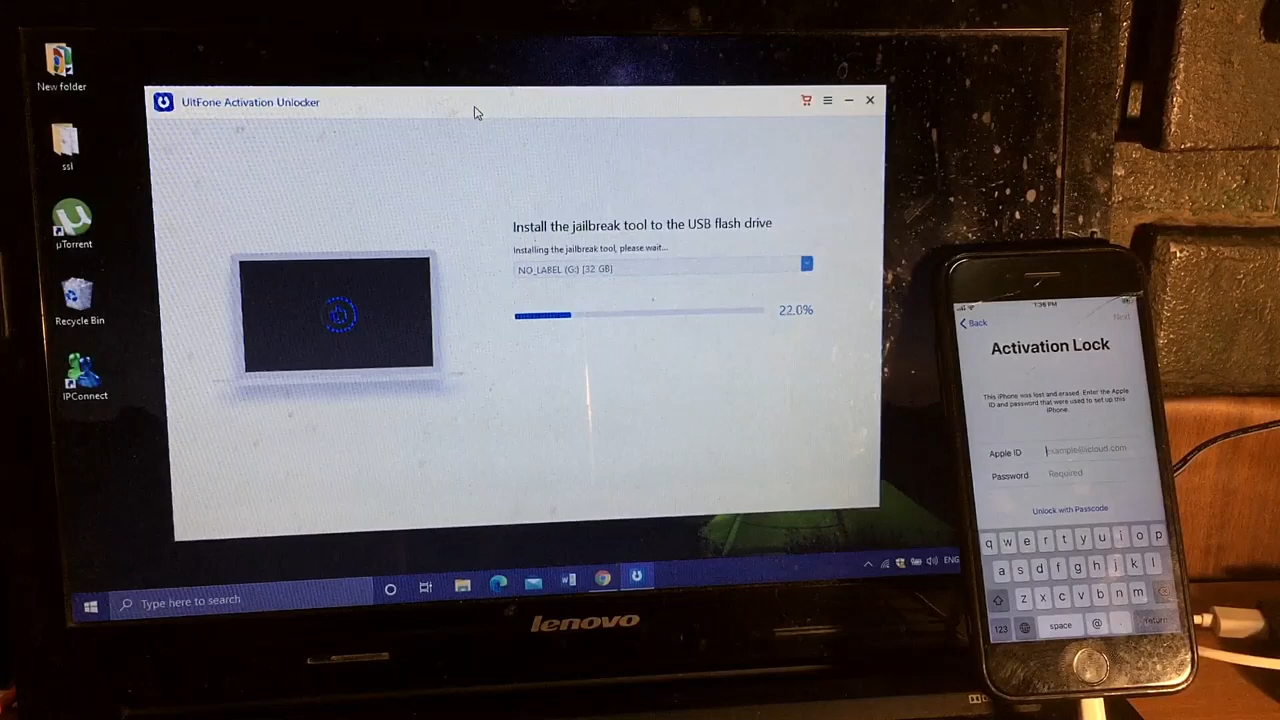 New folder
ssl
µTorrent
Recycle Bin
IPConnect
UltFone Activation Unlocker
Install the jailbreak tool to the USB flash drive
Installing the jailbreak tool, please wait...
NO_LABEL (G:) [32 GB]
22.0%
Type here to search
ENG
lenovo
1:36 PM
Back
Next
Activation Lock
This iPhone was lost and erased. Enter the Apple
ID and password that were used to set up this
iPhone.
Apple ID example@icloud.com
Password Required
Unlock with Passcode
q w e r t y u i o p
a s d f g h j k l
z x c v b n m
123 space @ . return